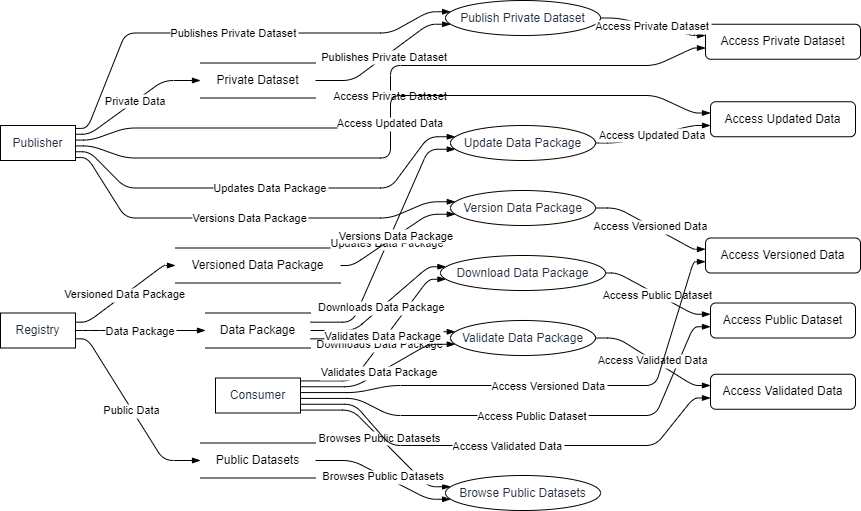 Publish Private Dataset
Access Private Dataset
Publishes Private Dataset
Access Private Dataset
Publishes Private Dataset
Private Dataset
Access Private Dataset
Private Data
Access Updated Data
Access Updated Data
Access Updated Data
Publisher
Update Data Package
Updates Data Package
Version Data Package
Versions Data Package
Access Versioned Data
Versions Data Package
Updates Data Package
Access Versioned Data
Versioned Data Package
Download Data Package
Versioned Data Package
Access Public Dataset
Downloads Data Package
Access Public Dataset
Registry
Data Package
Data Package
Validates Data Package
Validate Data Package
Downloads Data Package
Access Validated Data
Validates Data Package
Access Versioned Data
Access Validated Data
Consumer
Public Data
Access Public Dataset
Browses Public Datasets
Access Validated Data
Public Datasets
Browses Public Datasets
Browse Public Datasets